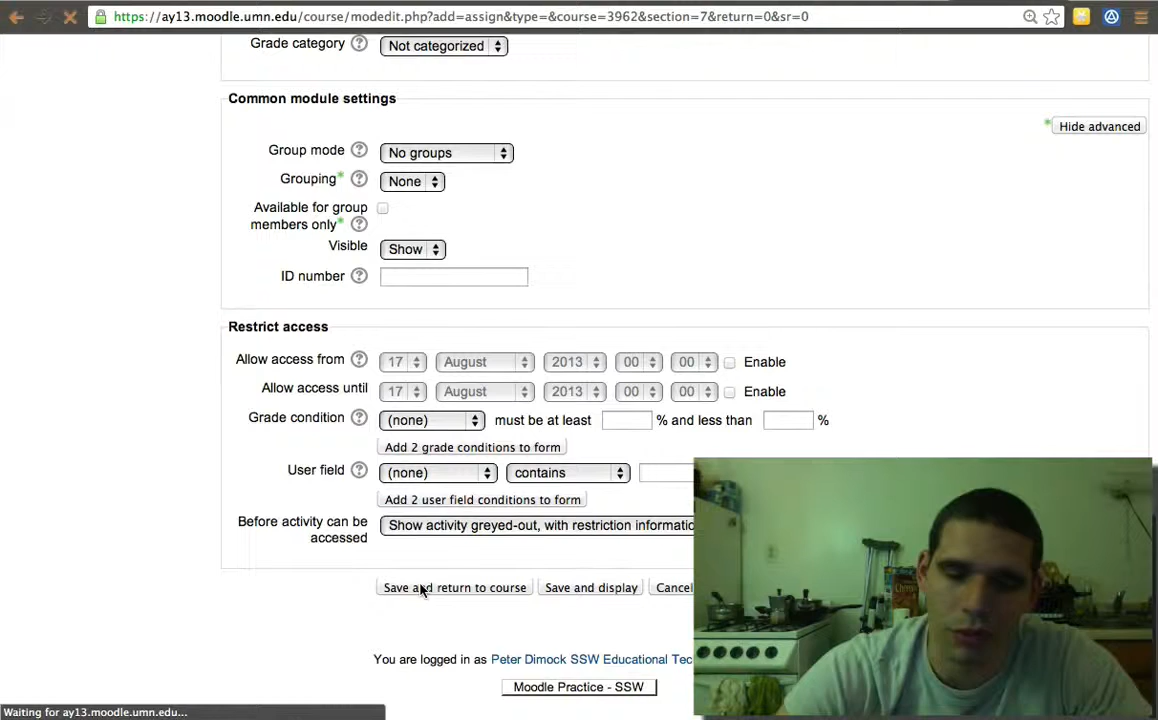 https://ay13.moodle.umn.edu/course/modedit.php?add=assign&type=&course=3962&section=7&return=0&sr=0
Grade category Not categorized
Common module settings
* Hide advanced
Group mode No groups
Grouping* None
Available for group
members only*
Visible Show
ID number
Restrict access
Allow access from 17 August 2013 00 00 Enable
Allow access until 17 August 2013 00 00 Enable
Grade condition (none) must be at least % and less than %
Add 2 grade conditions to form
User field (none) contains
Add 2 user field conditions to form
Before activity can be
accessed
Show activity greyed-out, with restriction informatio
Save and return to course Save and display Cancel
You are logged in as Peter Dimock SSW Educational Tec
Moodle Practice - SSW
Waiting for ay13.moodle.umn.edu...